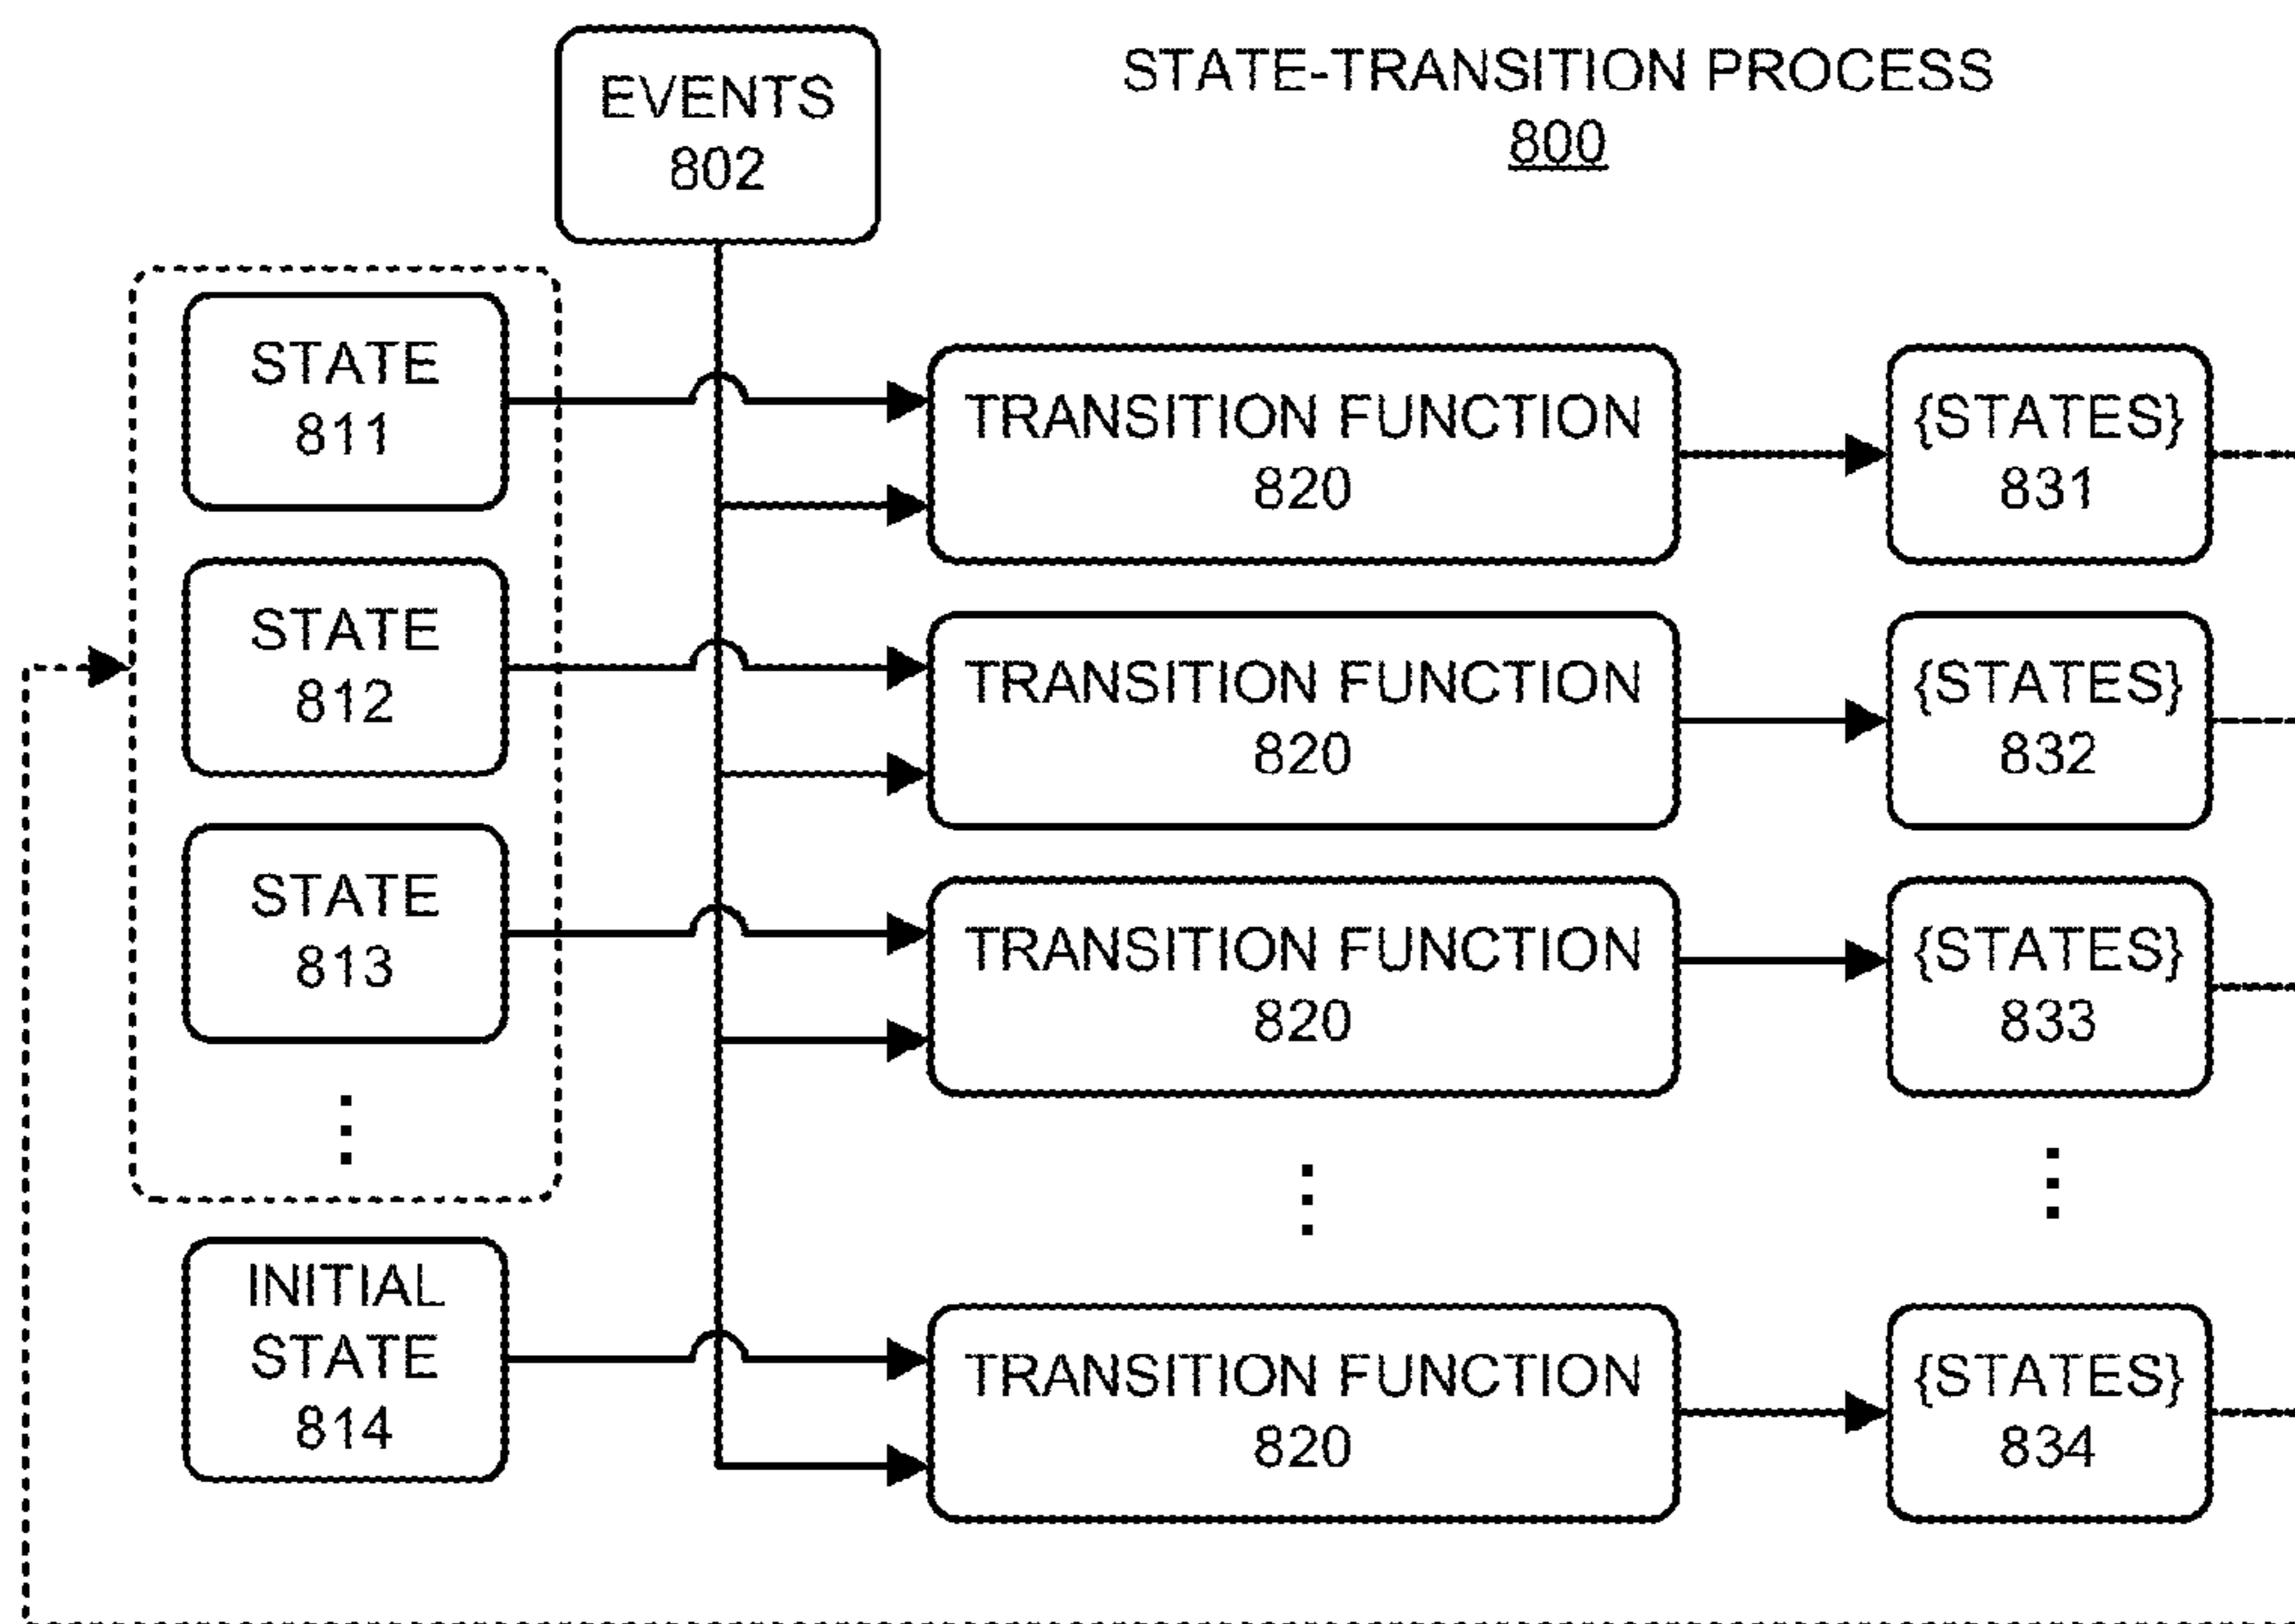 EVENTS
802
STATE-TRANSITION PROCESS
800
STATE
811
TRANSITION FUNCTION
820
{STATES}
831
STATE
812
TRANSITION FUNCTION
820
{STATES}
832
STATE
813
TRANSITION FUNCTION
820
{STATES}
833
INITIAL
STATE
814
TRANSITION FUNCTION
820
{STATES}
834